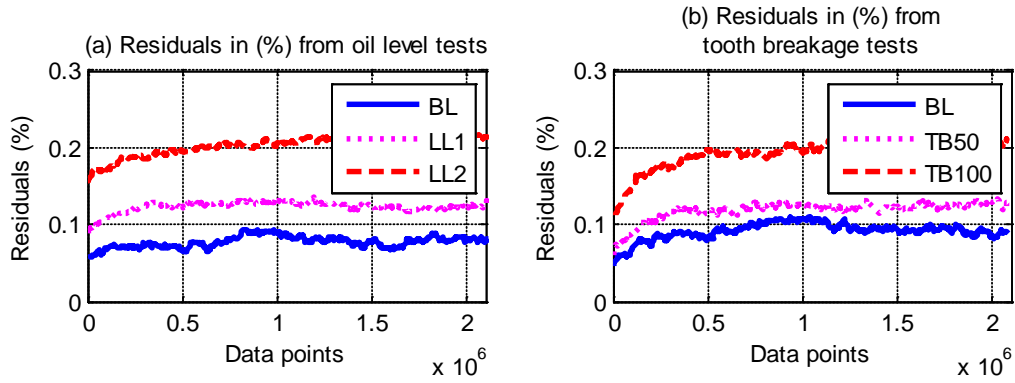 (a) Residuals in (%) from oil level tests
Residuals (%)
0.3
0.2
0.1
0
BL
LL1
LL2
0 0.5 1 1.5 2
Data points
x 10^6
(b) Residuals in (%) from
tooth breakage tests
Residuals (%)
0.3
0.2
0.1
0
BL
TB50
TB100
0 0.5 1 1.5 2
Data points
x 10^6